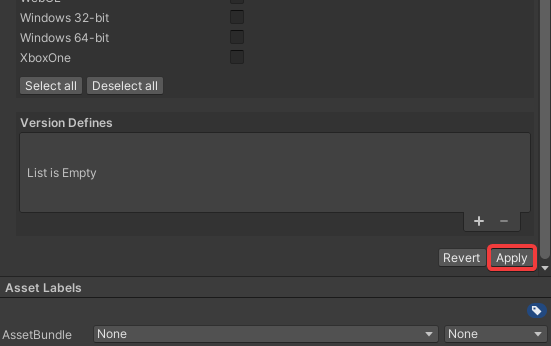 Windows 32-bit
Windows 64-bit
XboxOne
Select all Deselect all
Version Defines
List is Empty
+ −
Revert Apply
Asset Labels
AssetBundle None None